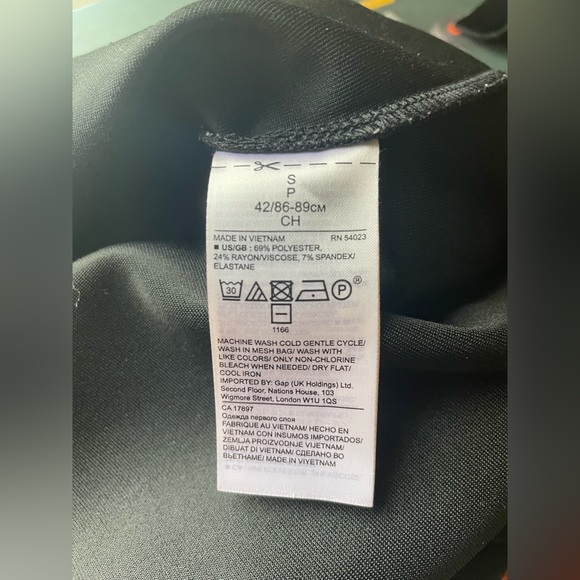 S
P
42/86-89CM
CH
MADE IN VIETNAM RN 54023
■ US/GB : 69% POLYESTER,
24% RAYON/VISCOSE, 7% SPANDEX/
ELASTANE
30 P ®
1166
MACHINE WASH COLD GENTLE CYCLE/
WASH IN MESH BAG/ WASH WITH
LIKE COLORS/ ONLY NON-CHLORINE
BLEACH WHEN NEEDED/ DRY FLAT/
COOL IRON
IMPORTED BY: Gap (UK Holdings) Ltd.
Second Floor, Nations House, 103
Wigmore Street, London W1U 1QS
CA 17897
Одежда первого слоя
FABRIQUE AU VIETNAM/ HECHO EN
VIETNAM CON INSUMOS IMPORTADOS/
ZEMLJA PROIZVODNJE VIJETNAM/
DIBUAT DI VIETNAM/ СДЕЛАНО ВО
ВЬЕТНАМЕ/ MADE IN VIYETNAM